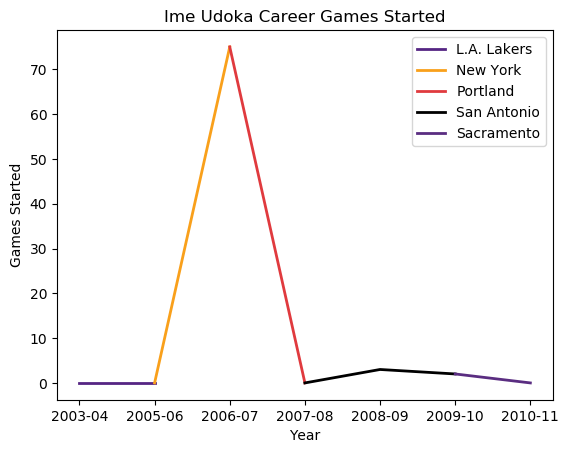 Ime Udoka Career Games Started
L.A. Lakers
New York
Portland
San Antonio
Sacramento
70
60
50
40
30
20
10
0
Games Started
2003-04 2005-06 2006-07 2007-08 2008-09 2009-10 2010-11
Year